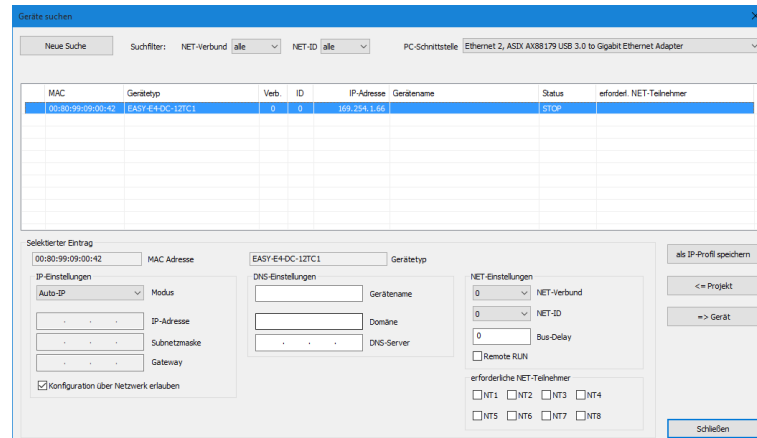 Geräte suchen
Neue Suche Suchfilter: NET-Verbund alle NET-ID alle PC-Schnittstelle Ethernet 2, ASIX AX88179 USB 3.0 to Gigabit Ethernet Adapter
MAC Gerätetyp Verb. ID IP-Adresse Gerätename Status erforderl. NET-Teilnehmer
00:80:99:09:00:42 EASY-E4-DC-12TC1 0 0 169.254.1.66 STOP
Selektierter Eintrag
00:80:99:09:00:42 MAC Adresse EASY-E4-DC-12TC1 Gerätetyp als IP-Profil speichern
IP-Einstellungen DNS-Einstellungen NET-Einstellungen
Auto-IP Modus Gerätename 0 NET-Verbund <= Projekt
IP-Adresse Domäne 0 NET-ID => Gerät
Subnetzmaske DNS-Server 0 Bus-Delay
Gateway Remote RUN
Konfiguration über Netzwerk erlauben erforderliche NET-Teilnehmer
NT1 NT2 NT3 NT4
NT5 NT6 NT7 NT8
Schließen